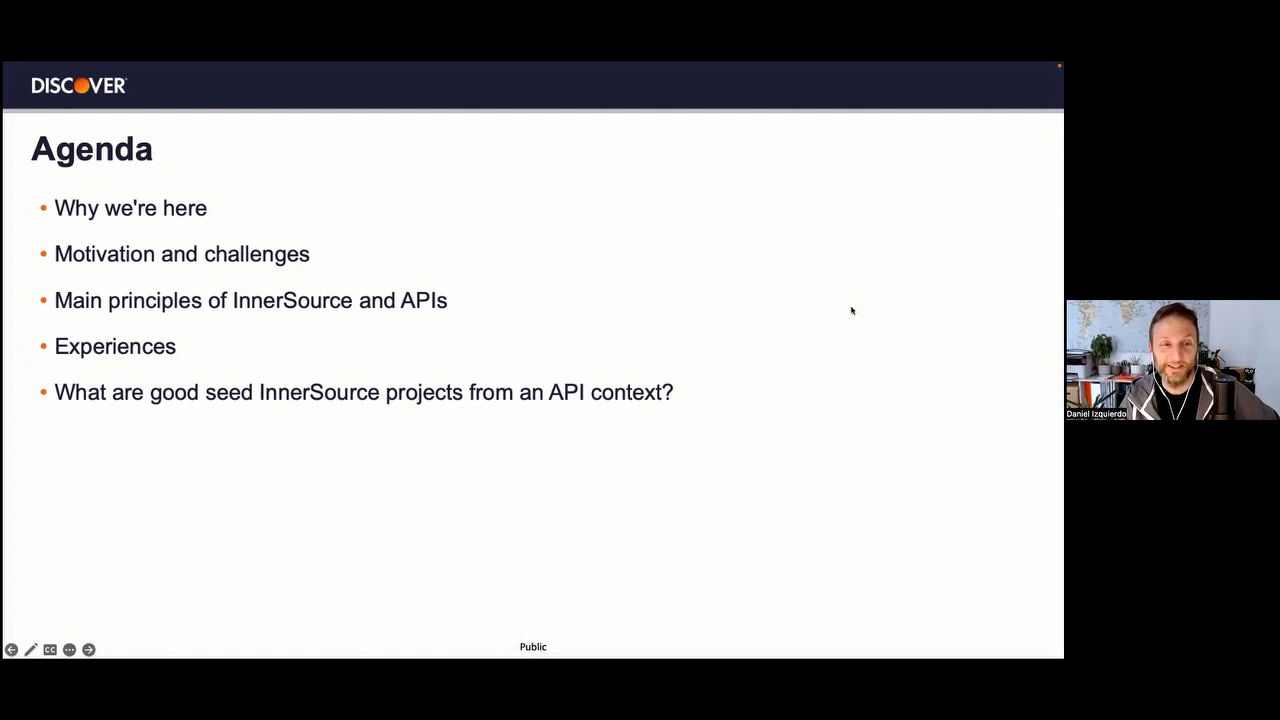 DISCOVER
Agenda
• Why we're here
• Motivation and challenges
• Main principles of InnerSource and APIs
• Experiences
• What are good seed InnerSource projects from an API context?
Daniel Izquierdo
CC
Public